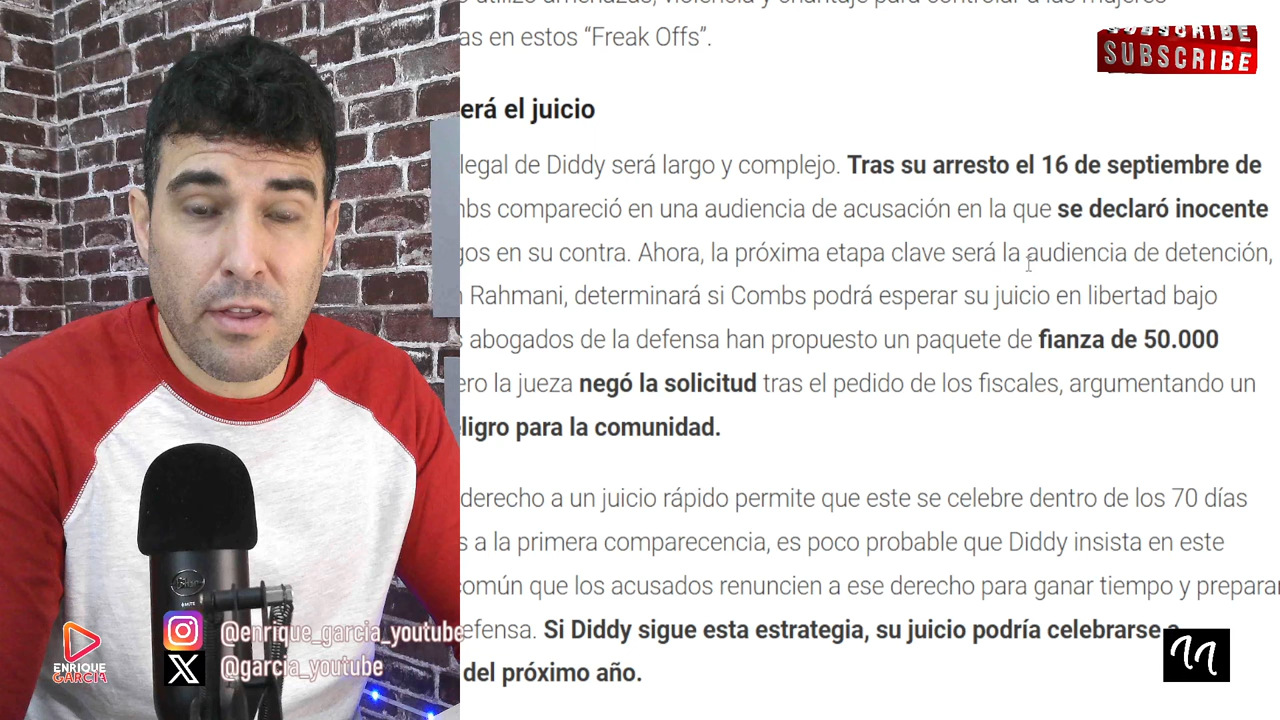 as en estos “Freak Offs”.
SUBSCRIBE
SUBSCRIBE
erá el juicio
legal de Diddy será largo y complejo. Tras su arresto el 16 de septiembre de
mbs compareció en una audiencia de acusación en la que se declaró inocente
gos en su contra. Ahora, la próxima etapa clave será la audiencia de detención,
Rahmani, determinará si Combs podrá esperar su juicio en libertad bajo
abogados de la defensa han propuesto un paquete de fianza de 50.000
ero la jueza negó la solicitud tras el pedido de los fiscales, argumentando un
ligro para la comunidad.
derecho a un juicio rápido permite que este se celebre dentro de los 70 días
s a la primera comparecencia, es poco probable que Diddy insista en este
omún que los acusados renuncien a ese derecho para ganar tiempo y preparar
efensa. Si Diddy sigue esta estrategia, su juicio podría celebrarse a
del próximo año.
ENRIQUE
GARCIA
@enrique_garcia_youtube
@garcia_youtube